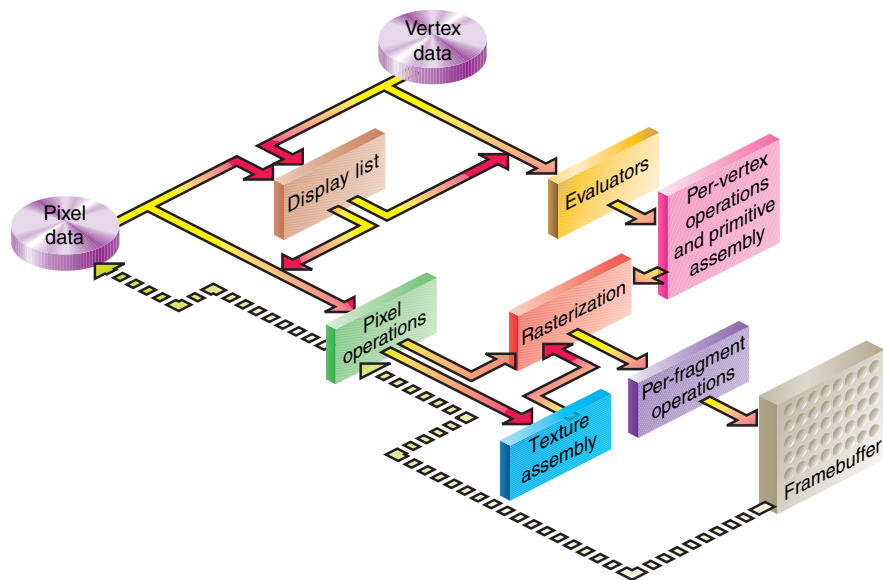 Vertex
data
Display list
Evaluators
Per-vertex
operations
and primitive
assembly
Pixel
data
Pixel
operations
Rasterization
Per-fragment
operations
Texture
assembly
Framebuffer